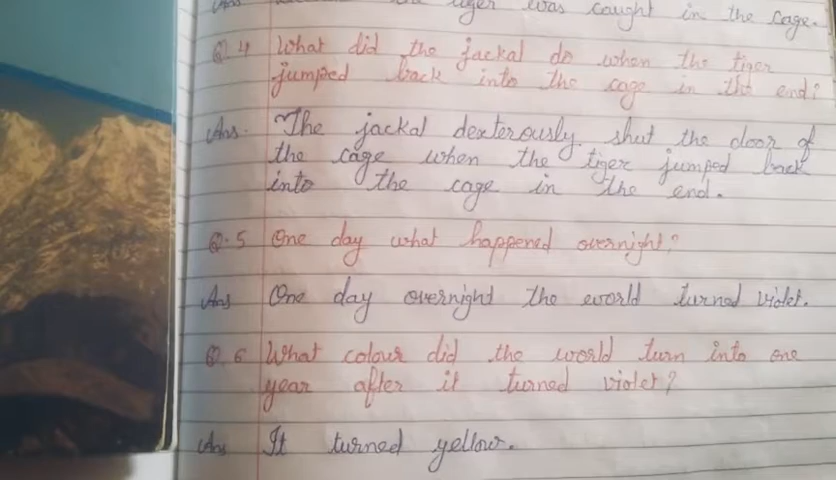 Ans tiger was caught in the cage.
Q.4 What did the jackal do when the tiger
jumped back into the cage in the end?
Ans. The jackal dexterously shut the door of
the cage when the tiger jumped back
into the cage in the end.
Q.5 One day what happened overnight?
Ans One day overnight the world turned violet.
Q.6 What colour did the world turn into one
year after it turned violet?
Ans It turned yellow.